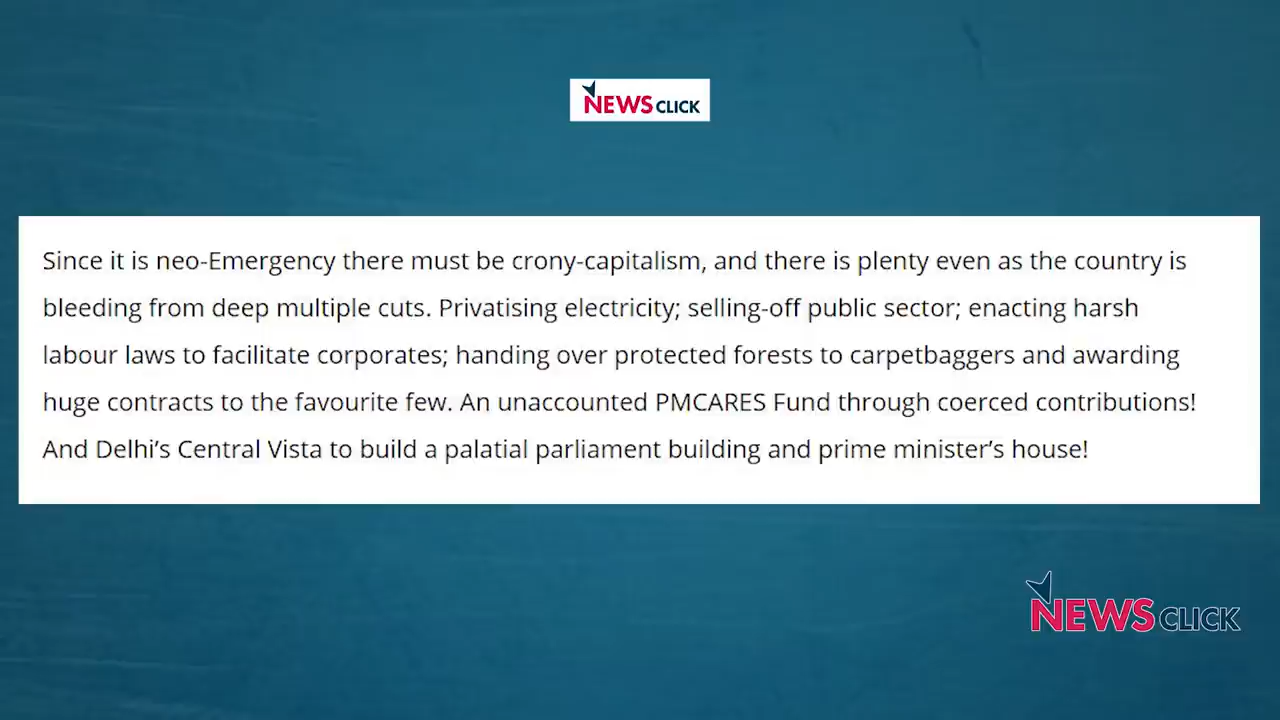 NEWS CLICK
Since it is neo-Emergency there must be crony-capitalism, and there is plenty even as the country is
bleeding from deep multiple cuts. Privatising electricity; selling-off public sector; enacting harsh
labour laws to facilitate corporates; handing over protected forests to carpetbaggers and awarding
huge contracts to the favourite few. An unaccounted PMCARES Fund through coerced contributions!
And Delhi’s Central Vista to build a palatial parliament building and prime minister’s house!
NEWS CLICK